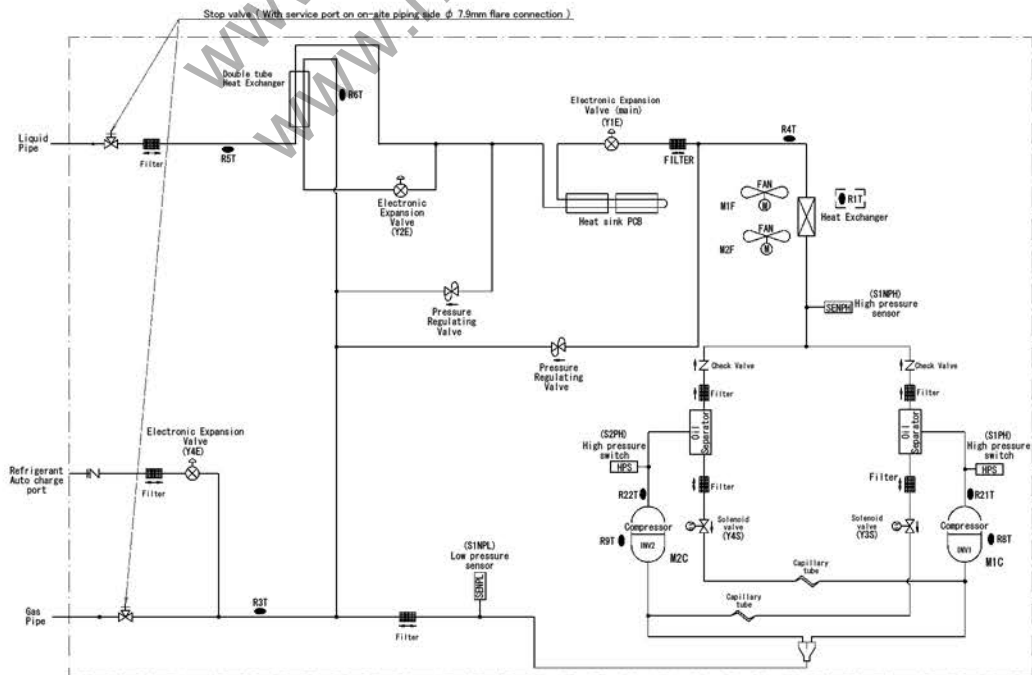 Stop valve ( With service port on on-site piping side φ 7.9mm flare connection )
Double tube
Heat Exchanger
R6T
Electronic Expansion
Valve (main)
(Y1E)
R4T
Liquid
Pipe
Filter
R5T
FILTER
Electronic
Expansion
Valve
(Y2E)
Heat sink PCB
FAN
M1F
M
R1T
Heat Exchanger
FAN
M2F
M
(S1NPH)
High pressure
sensor
SENPH
Pressure
Regulating
Valve
Pressure
Regulating
Valve
Check Valve
Check Valve
Filter
Filter
Oil
Separator
Oil
Separator
(S2PH)
High pressure
switch
HPS
(S1PH)
High pressure
switch
HPS
Electronic Expansion
Valve
(Y4E)
Refrigerant
Auto charge
port
Filter
Filter
Filter
R22T
R21T
Compressor
INV2
R9T
M2C
Solenoid
valve
(Y4S)
S
Solenoid
valve
(Y3S)
S
Compressor
INV1
R8T
M1C
(S1NPL)
Low pressure
sensor
SENPL
Capillary
tube
Capillary
tube
Gas
Pipe
R3T
Filter